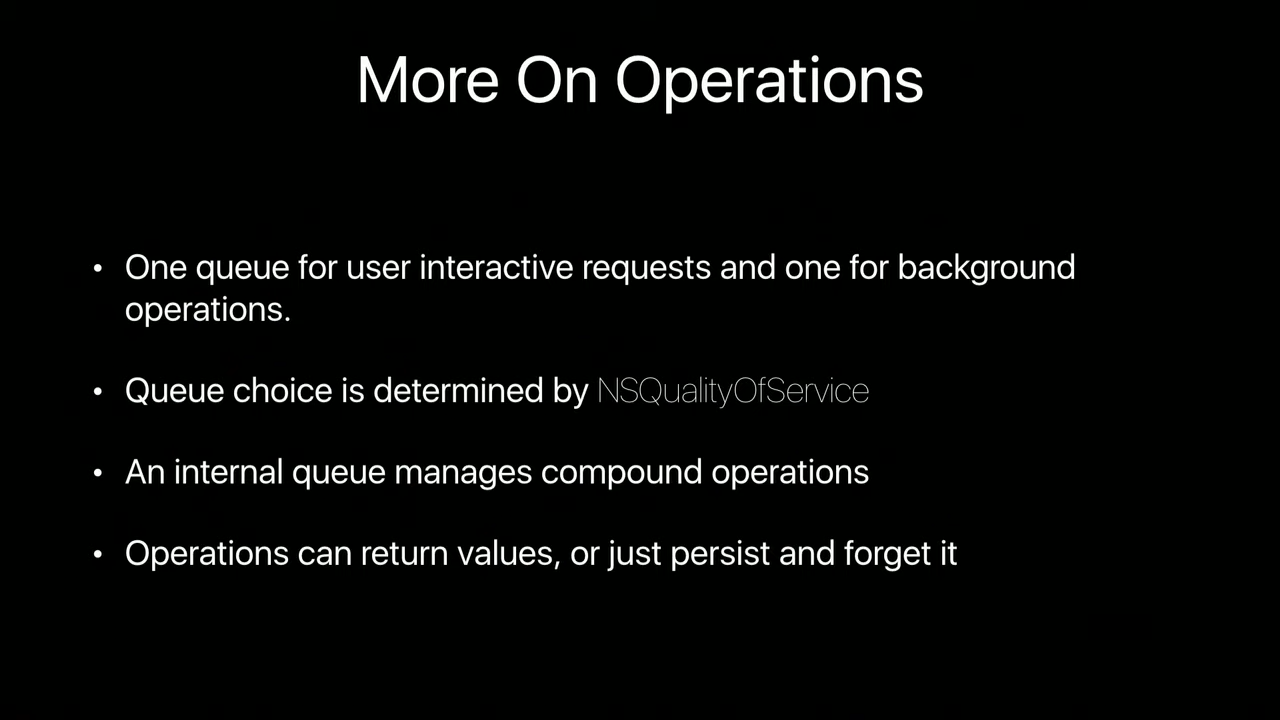 More On Operations
• One queue for user interactive requests and one for background
operations.
• Queue choice is determined by NSQualityOfService
• An internal queue manages compound operations
• Operations can return values, or just persist and forget it